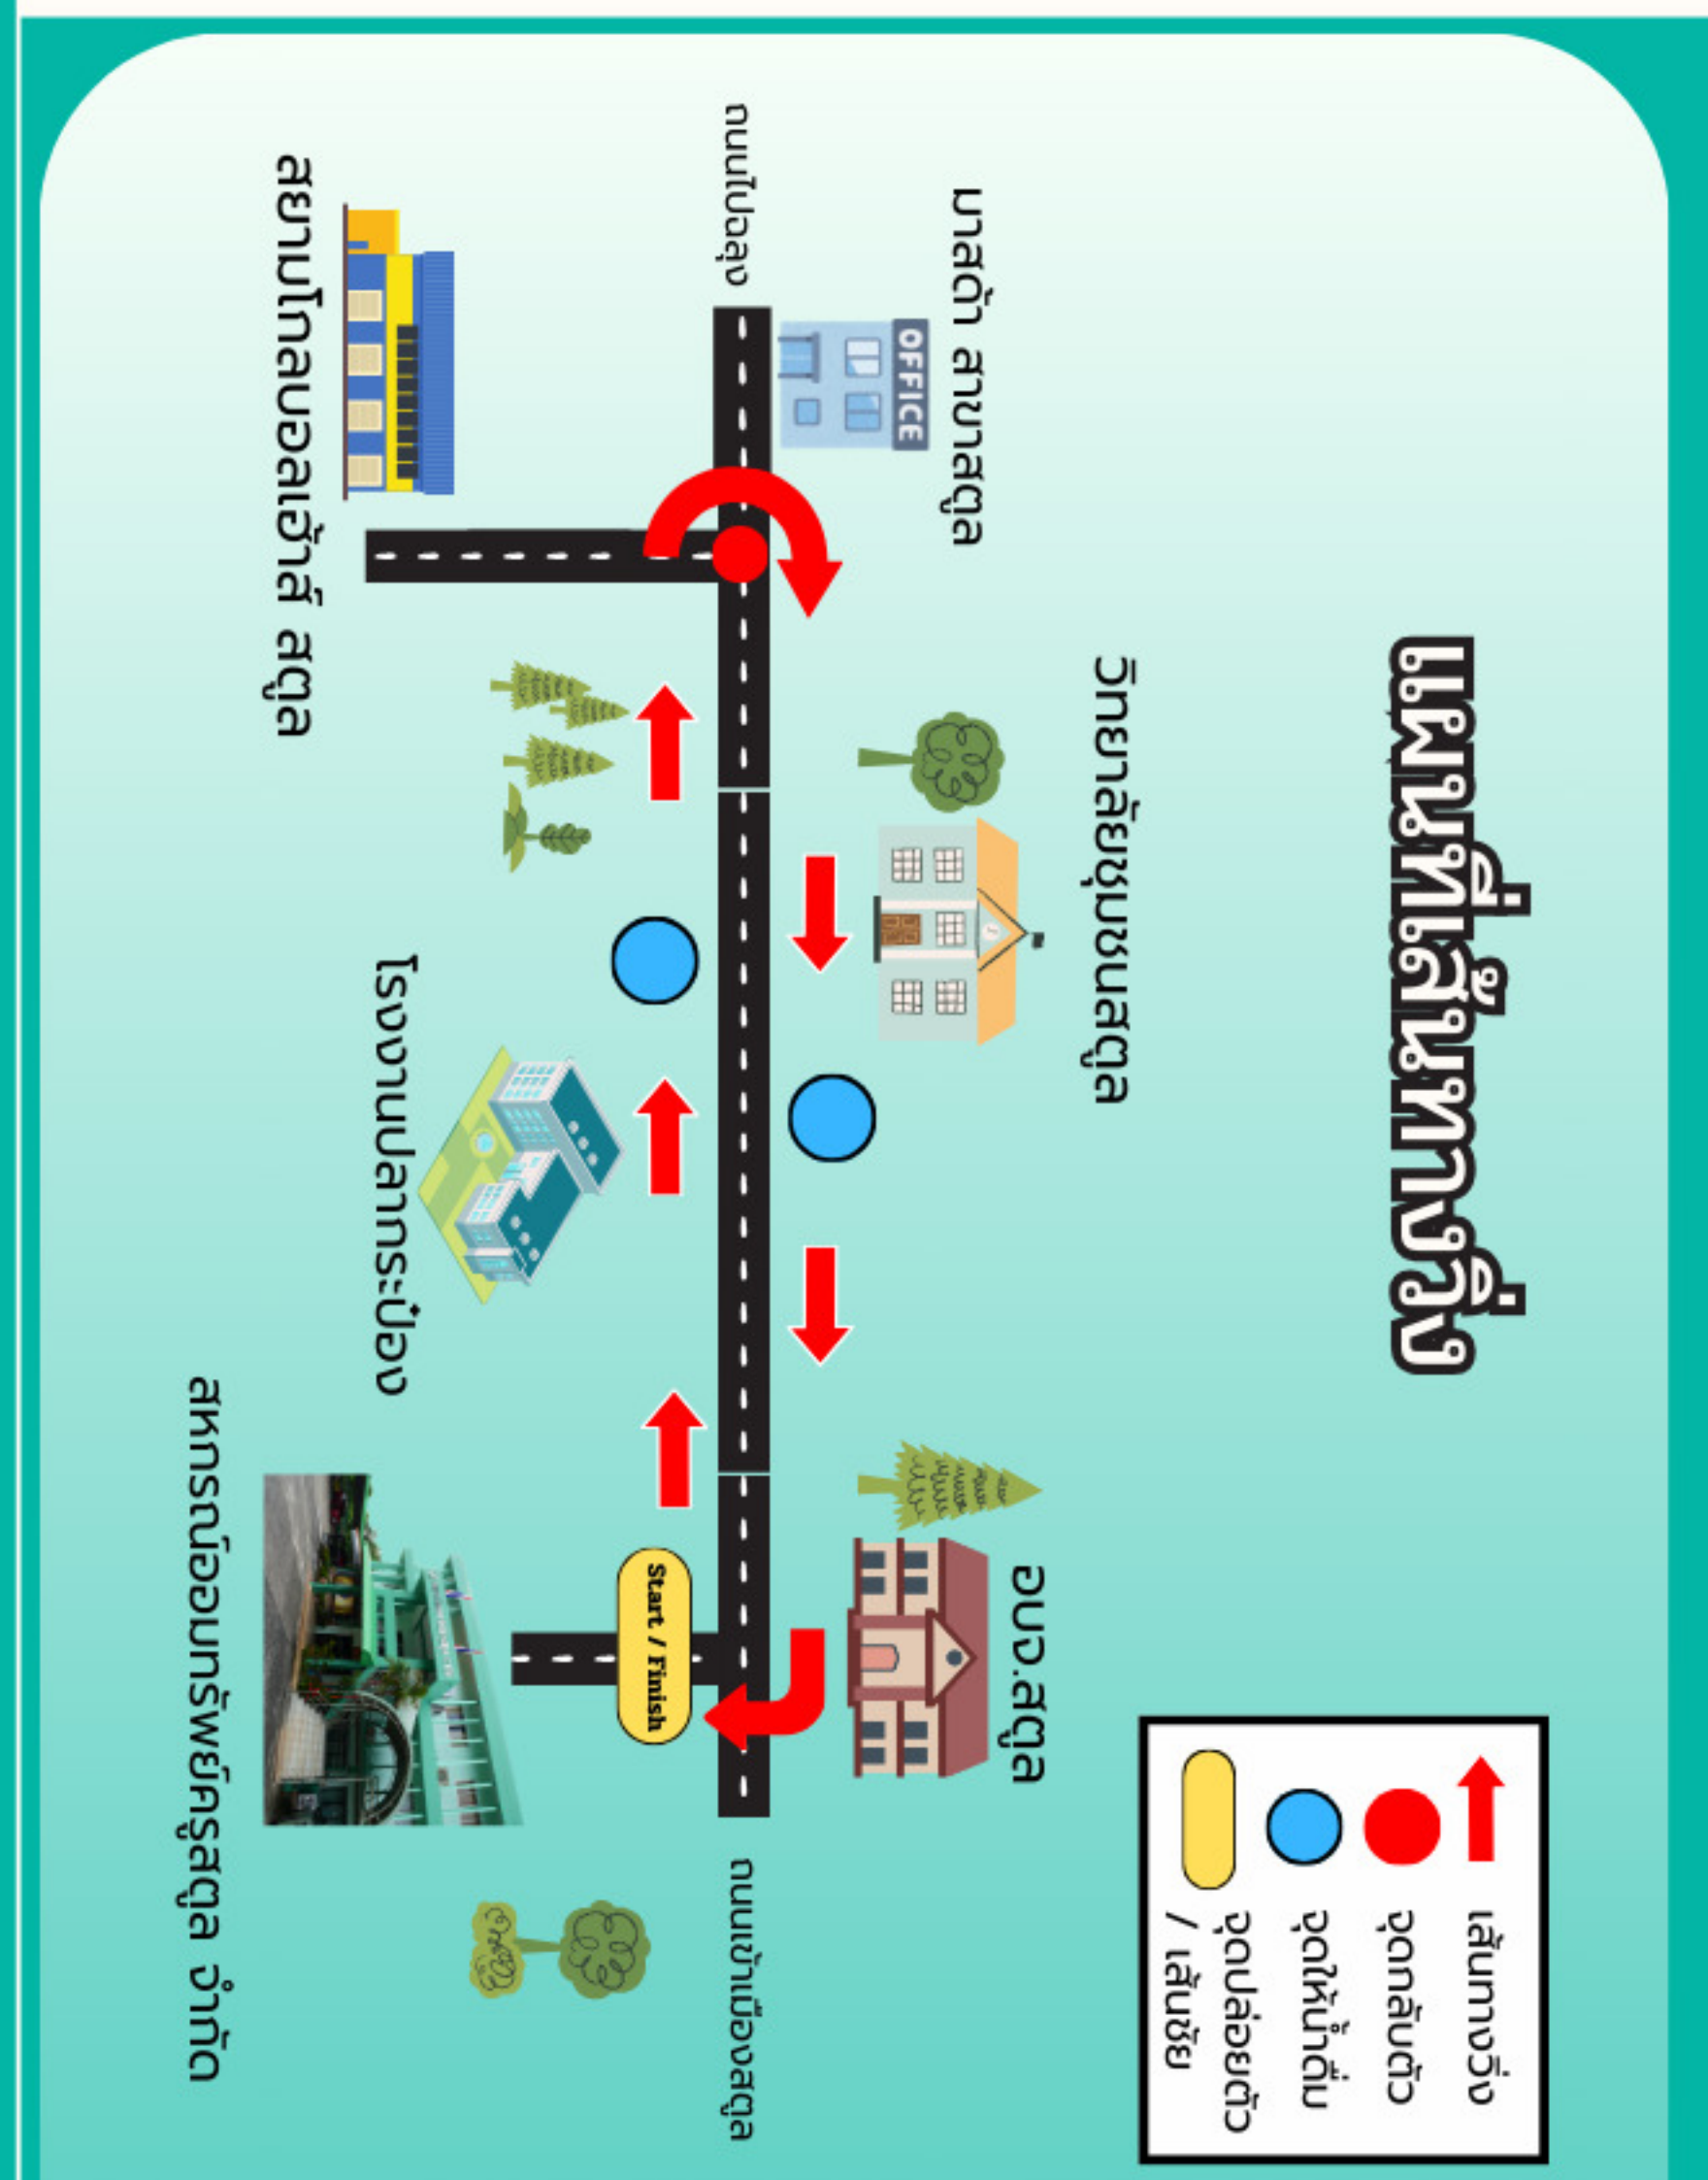 แผนที่เส้นทางวิ่ง
เส้นทางวิ่ง
จุดกลับตัว
จุดให้น้ำดื่ม
จุดปล่อยตัว
/ เส้นชัย
วิทยาลัยชุมชนสตูล
อบจ.สตูล
มาสด้า สาขาสตูล
OFFICE
ถนนไปฉลุง
ถนนเข้าเมืองสตูล
Start / Finish
โรงงานปลากระป๋อง
สยามโกลบอลเฮ้าส์ สตูล
สหกรณ์ออมทรัพย์ครูสตูล จำกัด